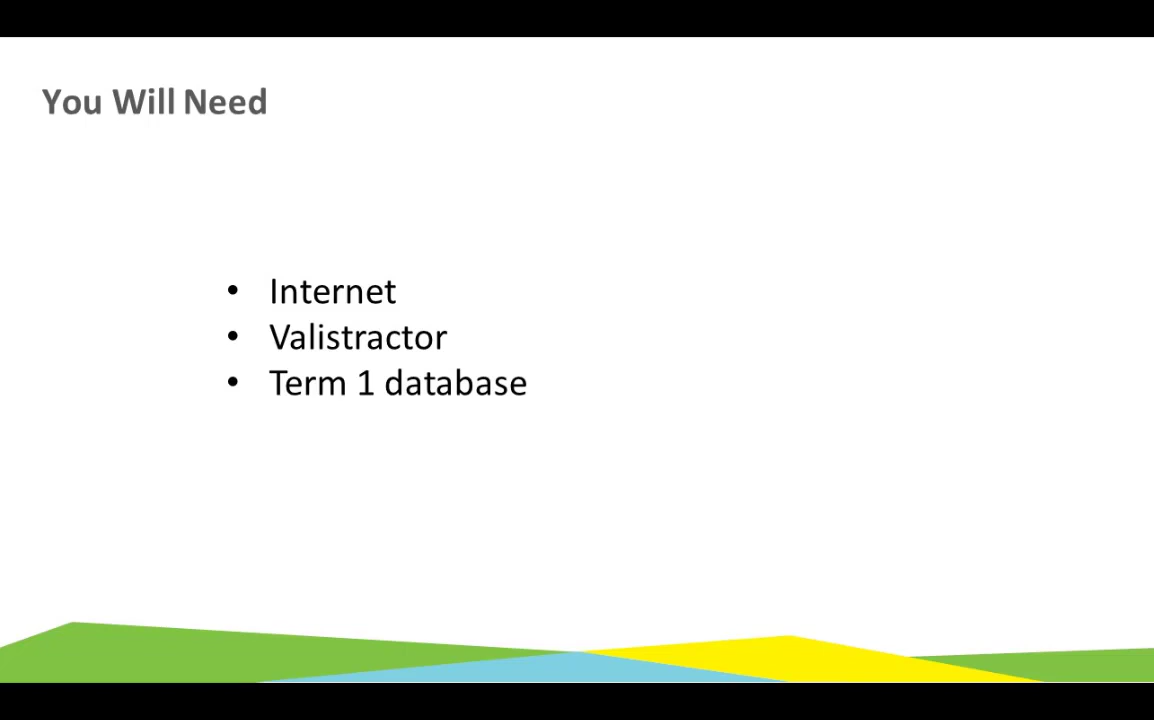 You Will Need
• Internet
• Valistractor
• Term 1 database